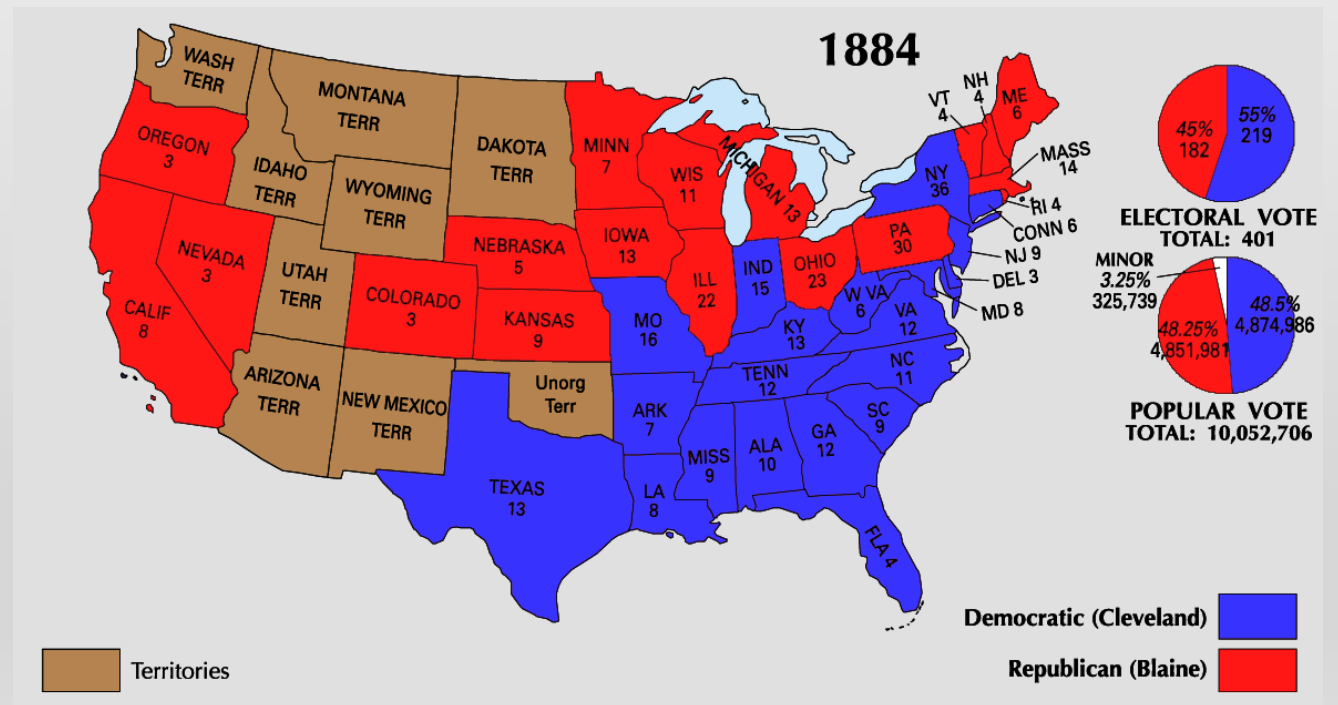 1884
WASH
TERR
MONTANA
TERR
DAKOTA
TERR
OREGON
3
IDAHO
TERR
WYOMING
TERR
MINN
7
WIS
11
MICHIGAN 13
VT
4
NH
4
ME
6
MASS
14
NY
36
RI 4
CONN 6
NJ 9
DEL 3
MD 8
NEVADA
3
UTAH
TERR
COLORADO
3
NEBRASKA
5
IOWA
13
KANSAS
9
ILL
22
IND
15
OHIO
23
PA
30
CALIF
8
MO
16
KY
13
W VA
6
VA
12
ARIZONA
TERR
NEW MEXICO
TERR
Unorg
Terr
TENN
12
NC
11
ARK
7
SC
9
MISS
9
ALA
10
GA
12
TEXAS
13
LA
8
FLA 4
45%
182
55%
219
ELECTORAL VOTE
TOTAL: 401
MINOR
3.25%
325,739
48.25%
4,851,981
48.5%
4,874,986
POPULAR VOTE
TOTAL: 10,052,706
Democratic (Cleveland)
Republican (Blaine)
Territories